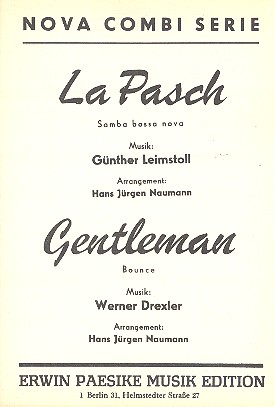 NOVA COMBI SERIE
La Pasch
Samba bossa nova
Musik:
Günther Leimstoll
Arrangement:
Hans Jürgen Naumann
Gentleman
Bounce
Musik:
Werner Drexler
Arrangement:
Hans Jürgen Naumann
ERWIN PAESIKE MUSIK EDITION
1 Berlin 31, Helmstedter Straße 27